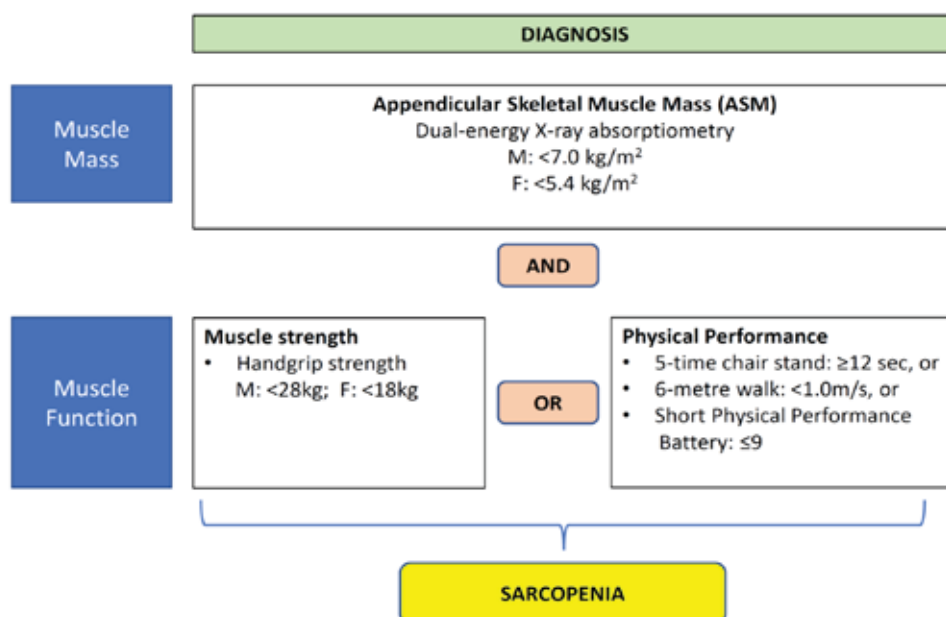 DIAGNOSIS
Muscle
Mass
Appendicular Skeletal Muscle Mass (ASM)
Dual-energy X-ray absorptiometry
M: <7.0 kg/m²
F: <5.4 kg/m²
AND
Muscle
Function
Muscle strength
• Handgrip strength
M: <28kg; F: <18kg
OR
Physical Performance
• 5-time chair stand: ≥12 sec, or
• 6-metre walk: <1.0m/s, or
• Short Physical Performance
Battery: ≤9
SARCOPENIA